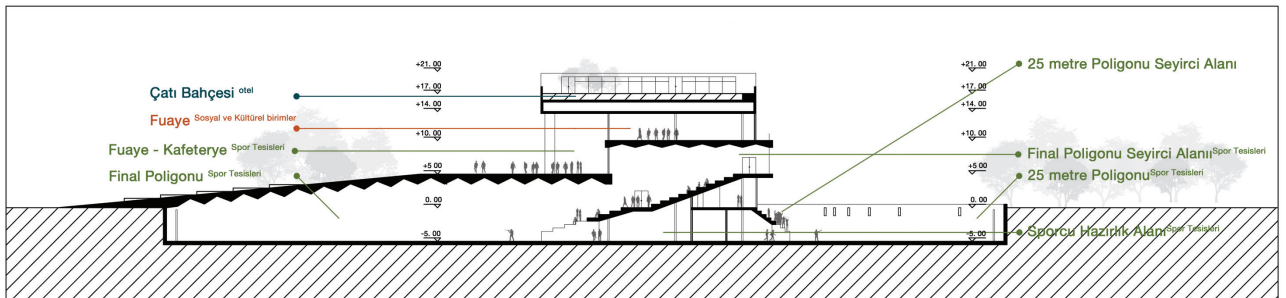 Çatı Bahçesi otel
Fuaye Sosyal ve Kültürel birimler
Fuaye - Kafeterye Spor Tesisleri
Final Poligonu Spor Tesisleri
+21. 00
+17. 00
+14. 00
+10. 00
+5. 00
0. 00
-5. 00
+21. 00
+17. 00
+14. 00
+10. 00
+5. 00
0. 00
-5. 00
25 metre Poligonu Seyirci Alanı
Final Poligonu Seyirci Alanıı Spor Tesisleri
25 metre Poligonu Spor Tesisleri
Sporcu Hazırlık Alanı Spor Tesisleri